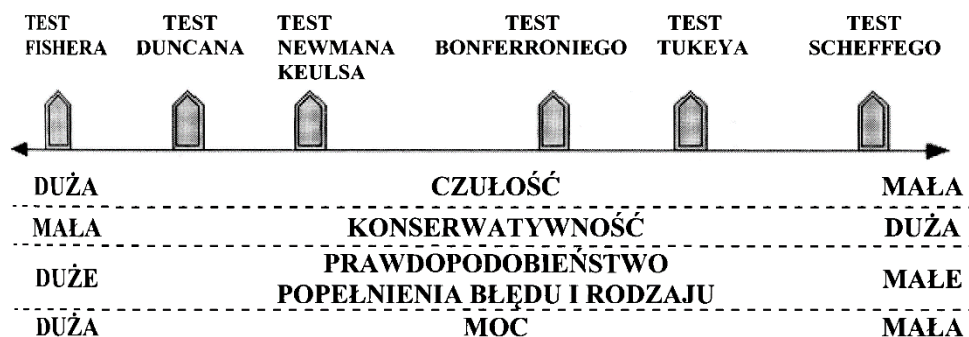 TEST FISHERA
TEST DUNCANA
TEST NEWMANA KEULSA
TEST BONFERRONIEGO
TEST TUKEYA
TEST SCHEFFEGO
DUŻA CZUŁOŚĆ MAŁA
MAŁA KONSERWATYWNOŚĆ DUŻA
DUŻE PRAWDOPODOBIEŃSTWO POPEŁNIENIA BŁĘDU I RODZAJU MAŁE
DUŻA MOC MAŁA